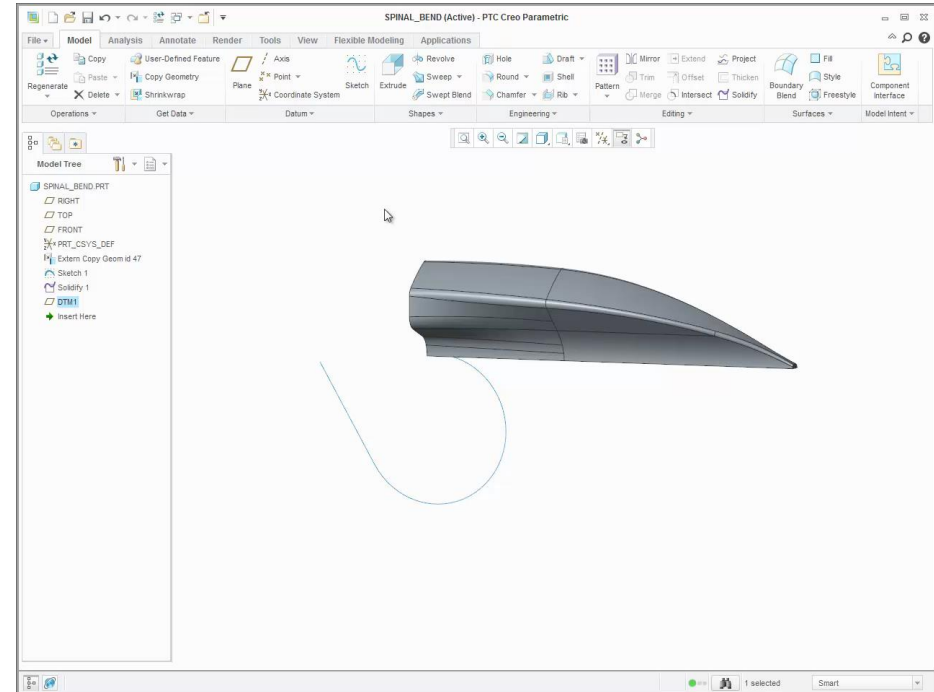 SPINAL_BEND (Active) - PTC Creo Parametric
File Model Analysis Annotate Render Tools View Flexible Modeling Applications
Regenerate
Copy
Paste
Delete
User-Defined Feature
Copy Geometry
Shrinkwrap
Plane
Axis
Point
Coordinate System
Sketch
Extrude
Revolve
Sweep
Swept Blend
Hole
Round
Chamfer
Draft
Shell
Rib
Pattern
Mirror
Trim
Merge
Extend
Offset
Intersect
Project
Thicken
Solidify
Boundary
Blend
Fill
Style
Freestyle
Component
Interface
Operations Get Data Datum Shapes Engineering Editing Surfaces Model Intent
Model Tree
SPINAL_BEND.PRT
RIGHT
TOP
FRONT
PRT_CSYS_DEF
Extern Copy Geom id 47
Sketch 1
Solidify 1
DTM1
Insert Here
1 selected Smart